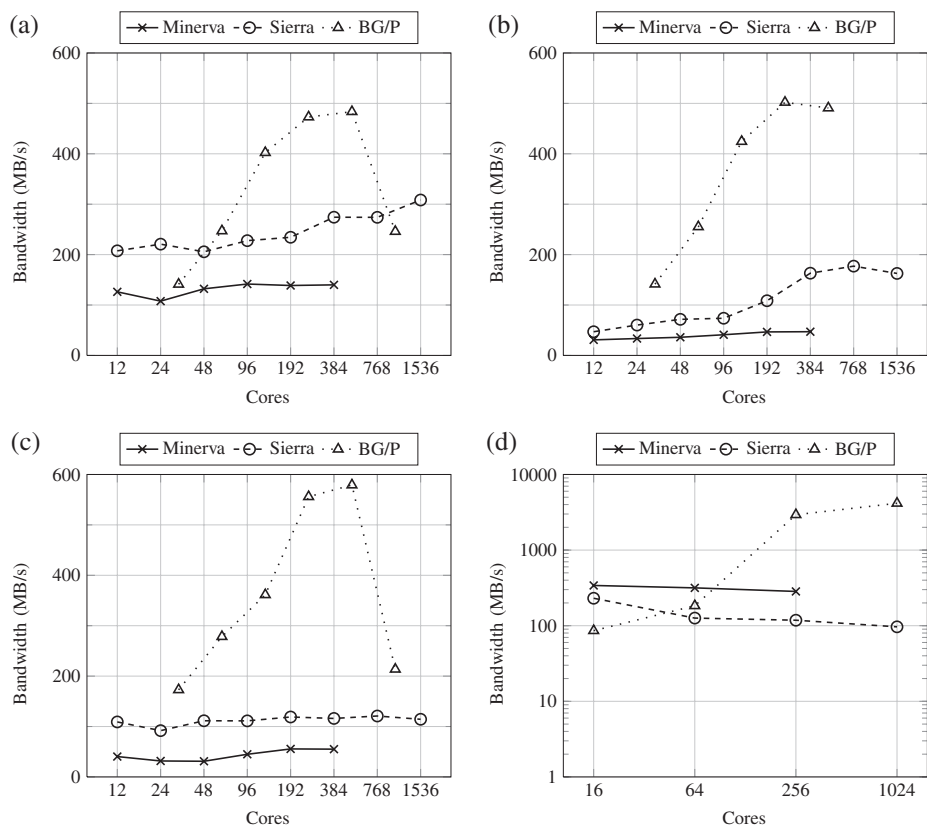 (a)
Minerva Sierra BG/P
600
400
200
0
Bandwidth (MB/s)
12 24 48 96 192 384 768 1536
Cores
(b)
Minerva Sierra BG/P
600
400
200
0
Bandwidth (MB/s)
12 24 48 96 192 384 768 1536
Cores
(c)
Minerva Sierra BG/P
600
400
200
0
Bandwidth (MB/s)
12 24 48 96 192 384 768 1536
Cores
(d)
Minerva Sierra BG/P
10000
1000
100
10
1
Bandwidth (MB/s)
16 64 256 1024
Cores